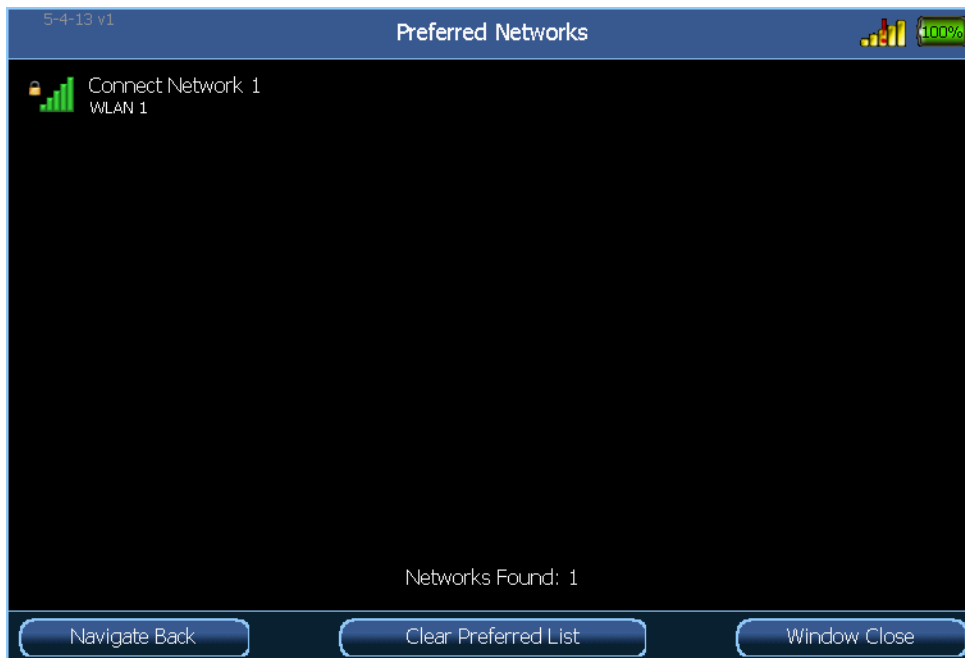 5-4-13 v1
Preferred Networks
100%
Connect Network 1
WLAN 1
Networks Found: 1
Navigate Back
Clear Preferred List
Window Close